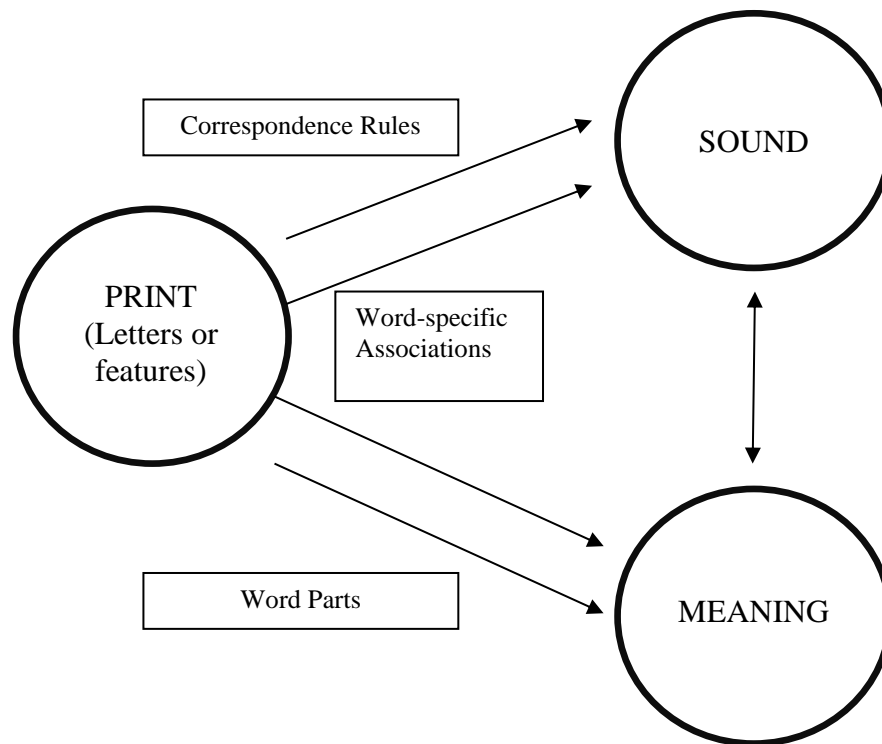 Correspondence Rules
SOUND
PRINT
(Letters or
features)
Word-specific
Associations
Word Parts
MEANING